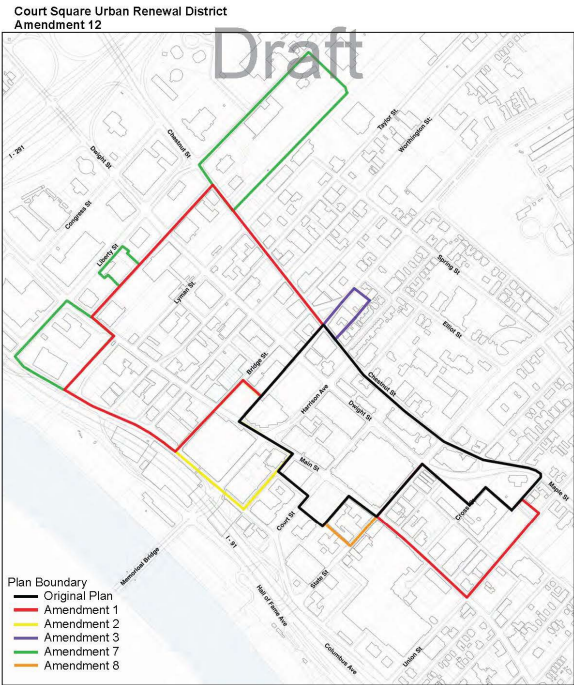 Court Square Urban Renewal District
Amendment 12
Draft
Taylor St.
Worthington St.
Chestnut St
I - 291
Dwight St
Congress St
Liberty St
Spring St
Lyman St
Elliot St
Bridge St.
Chestnut St
Harrison Ave
Dwight St
Main St
Maple St
Cross
Court St
I - 91
Memorioal Bridge
State St
Hall of Fame Ave
Union St
Columbus Ave
Plan Boundary
Original Plan
Amendment 1
Amendment 2
Amendment 3
Amendment 7
Amendment 8